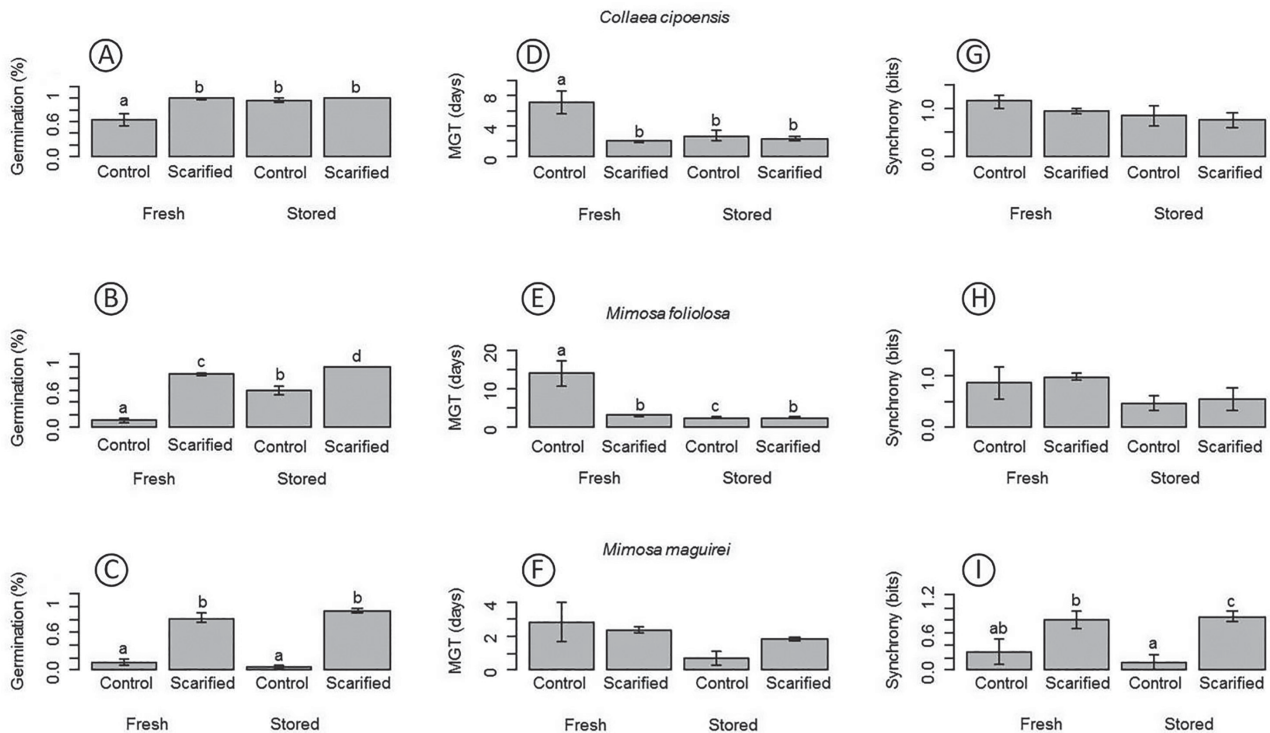 Collaea cipoensis
A
Germination (%)
0.0 0.6 1
a b b b
Control Scarified Control Scarified
Fresh Stored
D
MGT (days)
0 4 8
a b b b
Control Scarified Control Scarified
Fresh Stored
G
Synchrony (bits)
0.0 1.0
Control Scarified Control Scarified
Fresh Stored
Mimosa foliolosa
B
Germination (%)
0.0 0.6 1
a c b d
Control Scarified Control Scarified
Fresh Stored
E
MGT (days)
0 10 20
a b c b
Control Scarified Control Scarified
Fresh Stored
H
Synchrony (bits)
0.0 1.0
Control Scarified Control Scarified
Fresh Stored
Mimosa maguirei
C
Germination (%)
0.0 0.6 1
a b a b
Control Scarified Control Scarified
Fresh Stored
F
MGT (days)
0 2 4
Control Scarified Control Scarified
Fresh Stored
I
Synchrony (bits)
0.0 0.6 1.2
ab b a c
Control Scarified Control Scarified
Fresh Stored